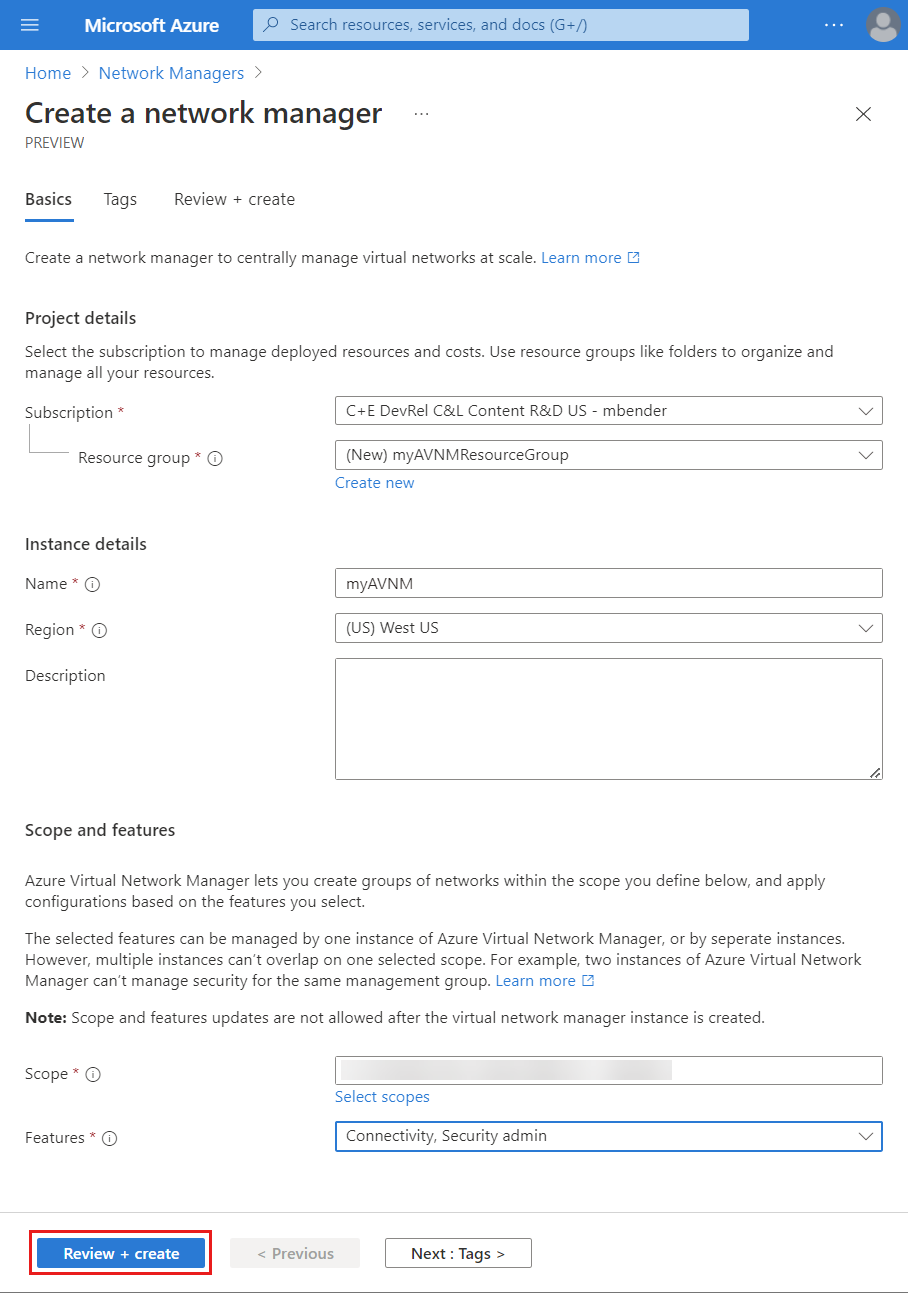 Microsoft Azure
Search resources, services, and docs (G+/)
...
Home > Network Managers >
Create a network manager ...
PREVIEW
Basics Tags Review + create
Create a network manager to centrally manage virtual networks at scale. Learn more
Project details
Select the subscription to manage deployed resources and costs. Use resource groups like folders to organize and
manage all your resources.
Subscription *
C+E DevRel C&L Content R&D US - mbender
Resource group *
(New) myAVNMResourceGroup
Create new
Instance details
Name *
myAVNM
Region *
(US) West US
Description
Scope and features
Azure Virtual Network Manager lets you create groups of networks within the scope you define below, and apply
configurations based on the features you select.
The selected features can be managed by one instance of Azure Virtual Network Manager, or by seperate instances.
However, multiple instances can't overlap on one selected scope. For example, two instances of Azure Virtual Network
Manager can't manage security for the same management group. Learn more
Note: Scope and features updates are not allowed after the virtual network manager instance is created.
Scope *
Select scopes
Features *
Connectivity, Security admin
Review + create
< Previous
Next : Tags >